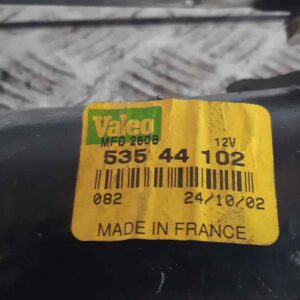 Valeo
MFD 260B 12V
535 44 102
082 24/10/02
MADE IN FRANCE